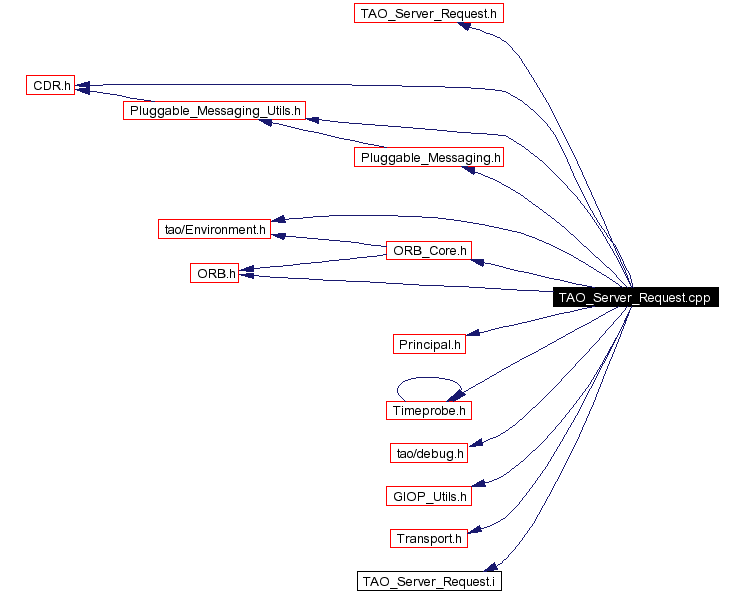 TAO_Server_Request.h
CDR.h
Pluggable_Messaging_Utils.h
Pluggable_Messaging.h
tao/Environment.h
ORB_Core.h
ORB.h
TAO_Server_Request.cpp
Principal.h
Timeprobe.h
tao/debug.h
GIOP_Utils.h
Transport.h
TAO_Server_Request.i